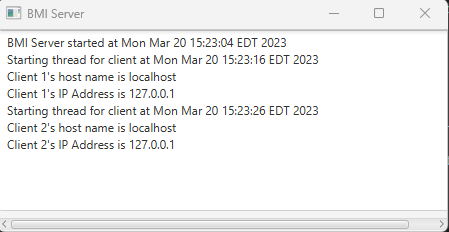 BMI Server
BMI Server started at Mon Mar 20 15:23:04 EDT 2023
Starting thread for client at Mon Mar 20 15:23:16 EDT 2023
Client 1's host name is localhost
Client 1's IP Address is 127.0.0.1
Starting thread for client at Mon Mar 20 15:23:26 EDT 2023
Client 2's host name is localhost
Client 2's IP Address is 127.0.0.1